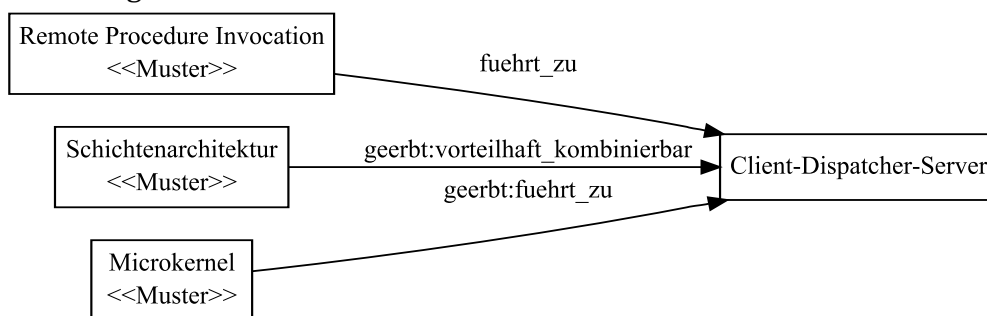 Remote Procedure Invocation
<<Muster>>
fuehrt_zu
Schichtenarchitektur
<<Muster>>
geerbt:vorteilhaft_kombinierbar
Client-Dispatcher-Server
geerbt:fuehrt_zu
Microkernel
<<Muster>>